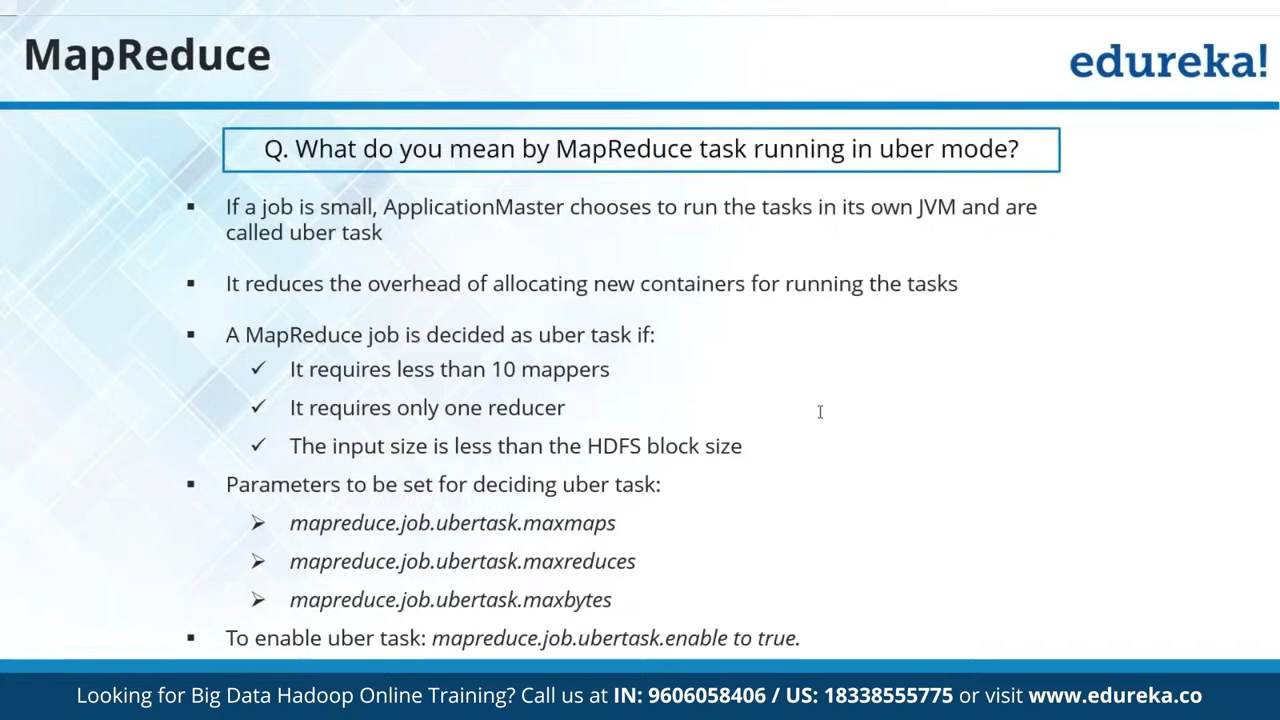 MapReduce
edureka!
Q. What do you mean by MapReduce task running in uber mode?
▪ If a job is small, ApplicationMaster chooses to run the tasks in its own JVM and are
called uber task
▪ It reduces the overhead of allocating new containers for running the tasks
▪ A MapReduce job is decided as uber task if:
✓ It requires less than 10 mappers
✓ It requires only one reducer
✓ The input size is less than the HDFS block size
▪ Parameters to be set for deciding uber task:
➢ mapreduce.job.ubertask.maxmaps
➢ mapreduce.job.ubertask.maxreduces
➢ mapreduce.job.ubertask.maxbytes
▪ To enable uber task: mapreduce.job.ubertask.enable to true.
Looking for Big Data Hadoop Online Training? Call us at IN: 9606058406 / US: 18338555775 or visit www.edureka.co